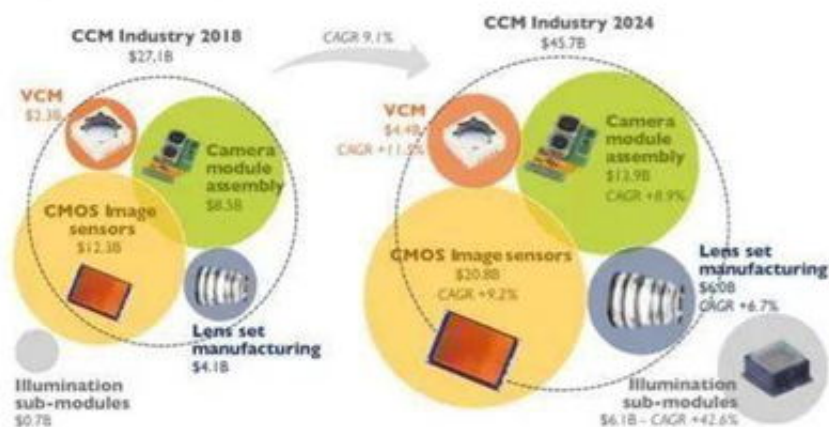 CCM Industry 2018
$27.1B
CAGR 9.1%
CCM Industry 2024
$45.7B
VCM
$2.3B
Camera
module
assembly
$8.5B
CMOS Image
sensors
$12.3B
Lens set
manufacturing
$4.1B
Illumination
sub-modules
$0.7B
VCM
$4.4B
CAGR +11.5%
Camera
module
assembly
$13.9B
CAGR +8.9%
CMOS Image sensors
$20.8B
CAGR +9.2%
Lens set
manufacturing
$6.0B
CAGR +6.7%
Illumination
sub-modules
$6.1B - CAGR +42.6%